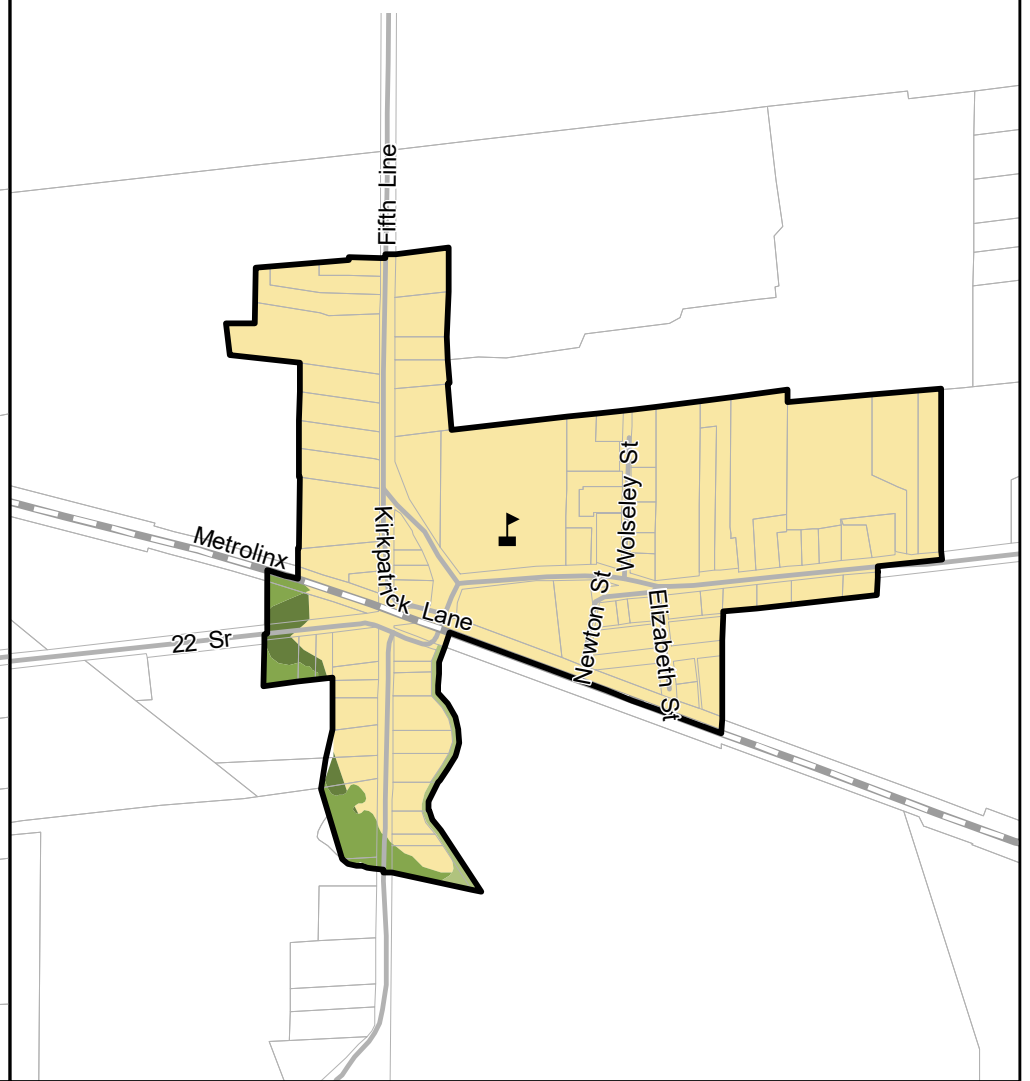 Fifth Line
Wolseley St
Metrolinx
Kirkpatrick Lane
Newton St
Elizabeth St
22 Sr